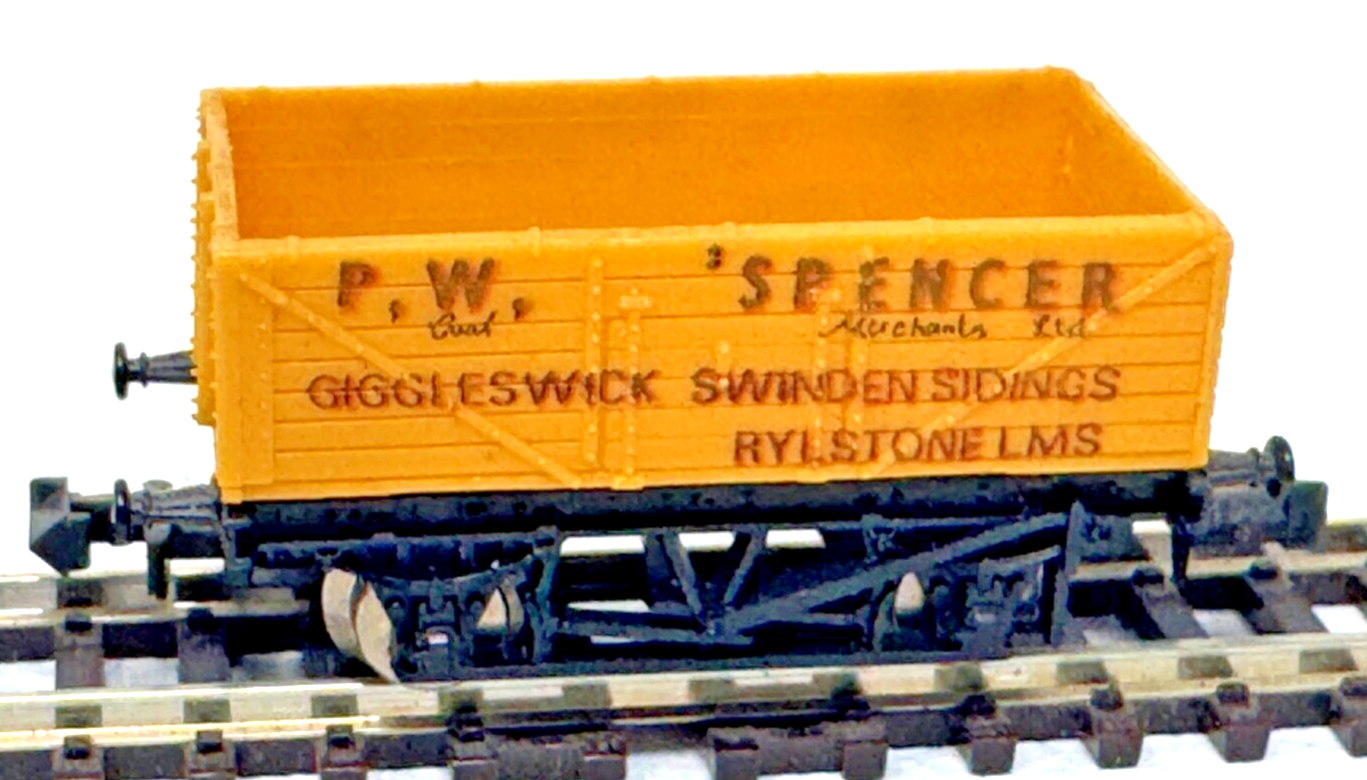 P. W. SPENCER
Coal Merchants Ltd
GIGGLESWICK SWINDEN SIDINGS
RYLSTONE LMS